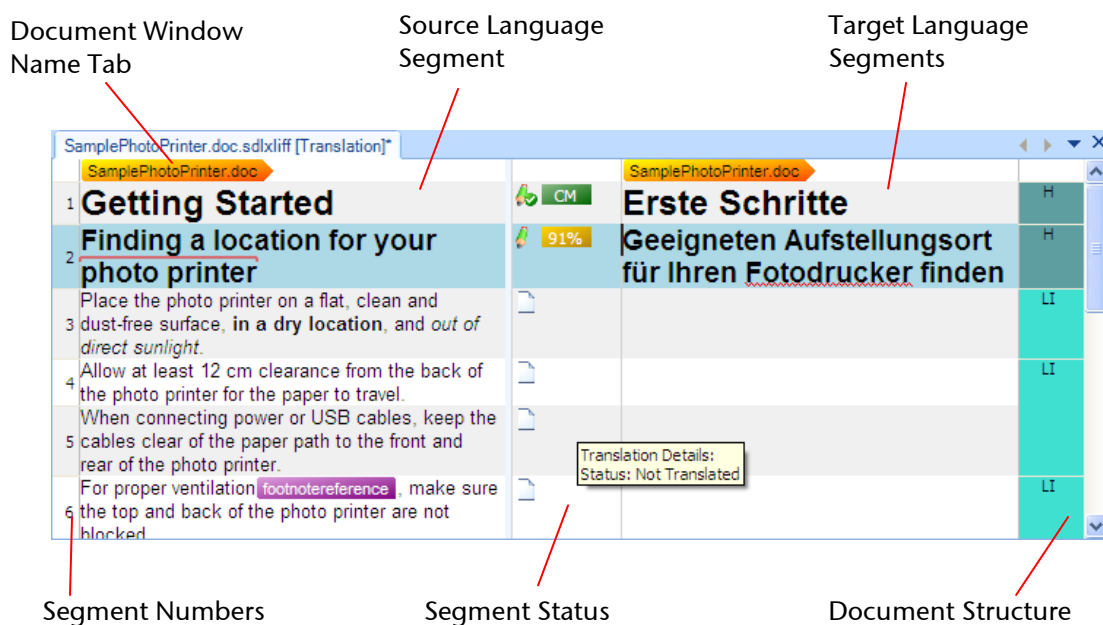 Document Window
Name Tab
Source Language
Segment
Target Language
Segments
SamplePhotoPrinter.doc.sdlxliff [Translation]*
SamplePhotoPrinter.doc
SamplePhotoPrinter.doc
1 Getting Started
CM
Erste Schritte
H
2 Finding a location for your
photo printer
91%
Geeigneten Aufstellungsort
für Ihren Fotodrucker finden
H
Place the photo printer on a flat, clean and
3 dust-free surface, in a dry location, and out of
direct sunlight.
LI
4 Allow at least 12 cm clearance from the back of
the photo printer for the paper to travel.
LI
When connecting power or USB cables, keep the
5 cables clear of the paper path to the front and
rear of the photo printer.
Translation Details:
Status: Not Translated
For proper ventilation footnotereference , make sure
6 the top and back of the photo printer are not
blocked
LI
Segment Numbers
Segment Status
Document Structure